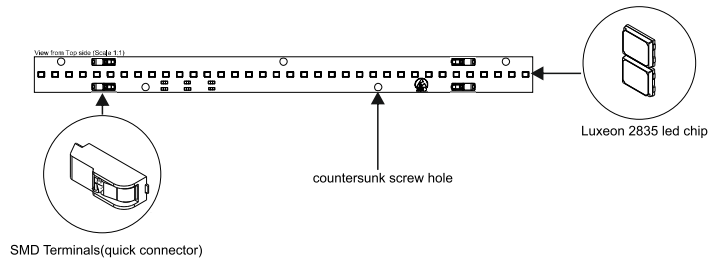 View from Top side (Scale 1:1)
Luxeon 2835 led chip
countersunk screw hole
SMD Terminals(quick connector)